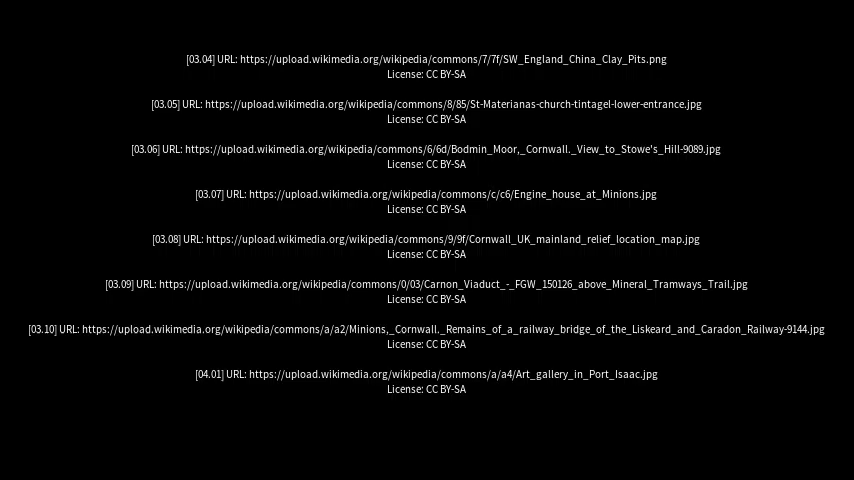 [03.04] URL: https://upload.wikimedia.org/wikipedia/commons/7/7f/SW_England_China_Clay_Pits.png
License: CC BY-SA
[03.05] URL: https://upload.wikimedia.org/wikipedia/commons/8/85/St-Materianas-church-tintagel-lower-entrance.jpg
License: CC BY-SA
[03.06] URL: https://upload.wikimedia.org/wikipedia/commons/6/6d/Bodmin_Moor,_Cornwall._View_to_Stowe's_Hill-9089.jpg
License: CC BY-SA
[03.07] URL: https://upload.wikimedia.org/wikipedia/commons/c/c6/Engine_house_at_Minions.jpg
License: CC BY-SA
[03.08] URL: https://upload.wikimedia.org/wikipedia/commons/9/9f/Cornwall_UK_mainland_relief_location_map.jpg
License: CC BY-SA
[03.09] URL: https://upload.wikimedia.org/wikipedia/commons/0/03/Carnon_Viaduct_-_FGW_150126_above_Mineral_Tramways_Trail.jpg
License: CC BY-SA
[03.10] URL: https://upload.wikimedia.org/wikipedia/commons/a/a2/Minions,_Cornwall._Remains_of_a_railway_bridge_of_the_Liskeard_and_Caradon_Railway-9144.jpg
License: CC BY-SA
[04.01] URL: https://upload.wikimedia.org/wikipedia/commons/a/a4/Art_gallery_in_Port_Isaac.jpg
License: CC BY-SA